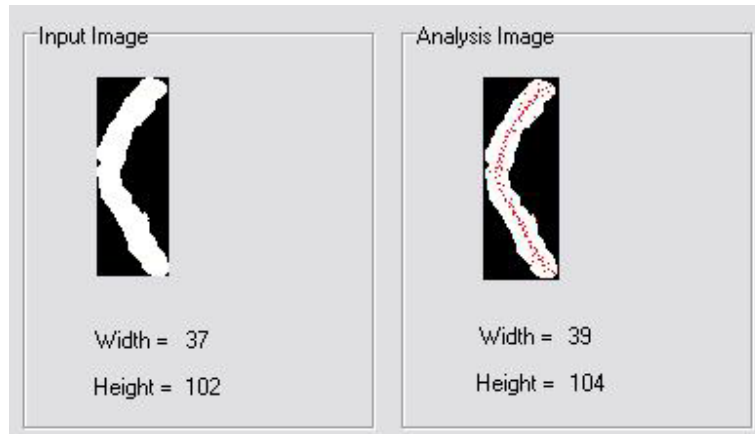 Input Image
Width = 37
Height = 102
Analysis Image
Width = 39
Height = 104